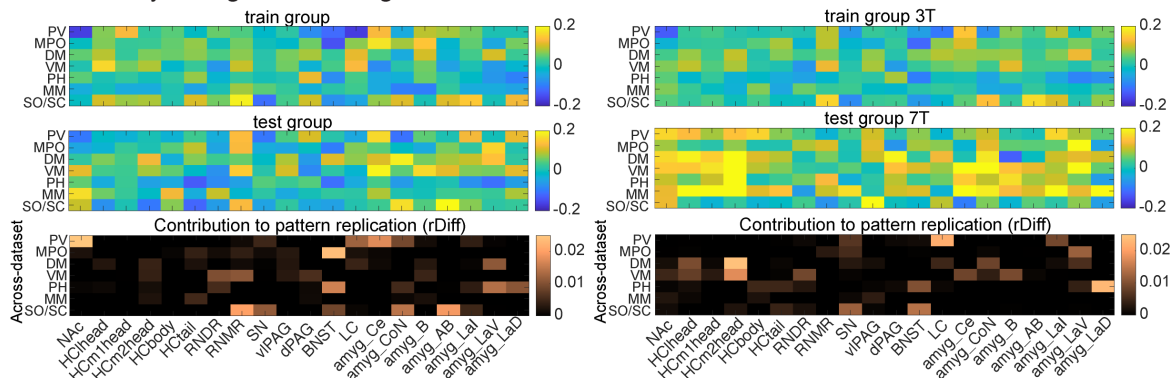 train group
PV
MPO
DM
VM
PH
MM
SO/SC
0.2
0
-0.2
test group
PV
MPO
DM
VM
PH
MM
SO/SC
0.2
0
-0.2
Contribution to pattern replication (rDiff)
Across-dataset
PV
MPO
DM
VM
PH
MM
SO/SC
0.02
0.01
0
NAc
HClhead
HCm1head
HCm2head
HCbody
HCtail
RNDR
RNMR
SN
vlPAG
dPAG
BNST
LC
amyg_Ce
amyg_CoN
amyg_B
amyg_AB
amyg_LaI
amyg_LaV
amyg_LaD
train group 3T
PV
MPO
DM
VM
PH
MM
SO/SC
0.2
0
-0.2
test group 7T
PV
MPO
DM
VM
PH
MM
SO/SC
0.2
0
-0.2
Contribution to pattern replication (rDiff)
Across-dataset
PV
MPO
DM
VM
PH
MM
SO/SC
0.02
0.01
0
NAc
HClhead
HCm1head
HCm2head
HCbody
HCtail
RNDR
RNMR
SN
vlPAG
dPAG
BNST
LC
amyg_Ce
amyg_CoN
amyg_B
amyg_AB
amyg_LaI
amyg_LaV
amyg_LaD